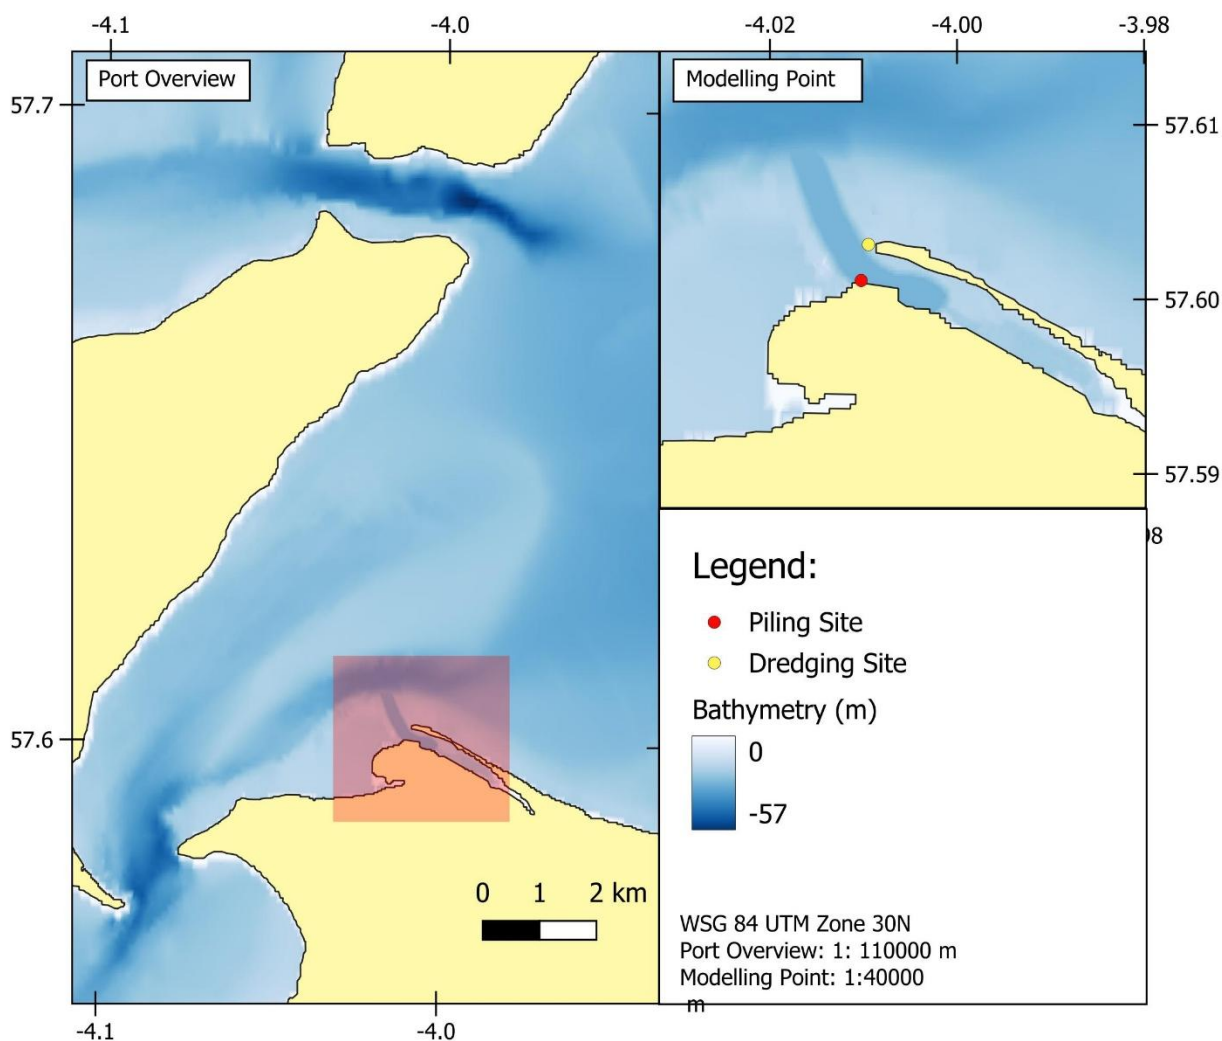 -4.1
-4.0
-4.02
-4.00
-3.98
Port Overview
Modelling Point
57.7
57.61
57.60
57.59
57.6
98
Legend:
Piling Site
Dredging Site
Bathymetry (m)
0
-57
0 1 2 km
WSG 84 UTM Zone 30N
Port Overview: 1: 110000 m
Modelling Point: 1:40000
m
-4.1
-4.0